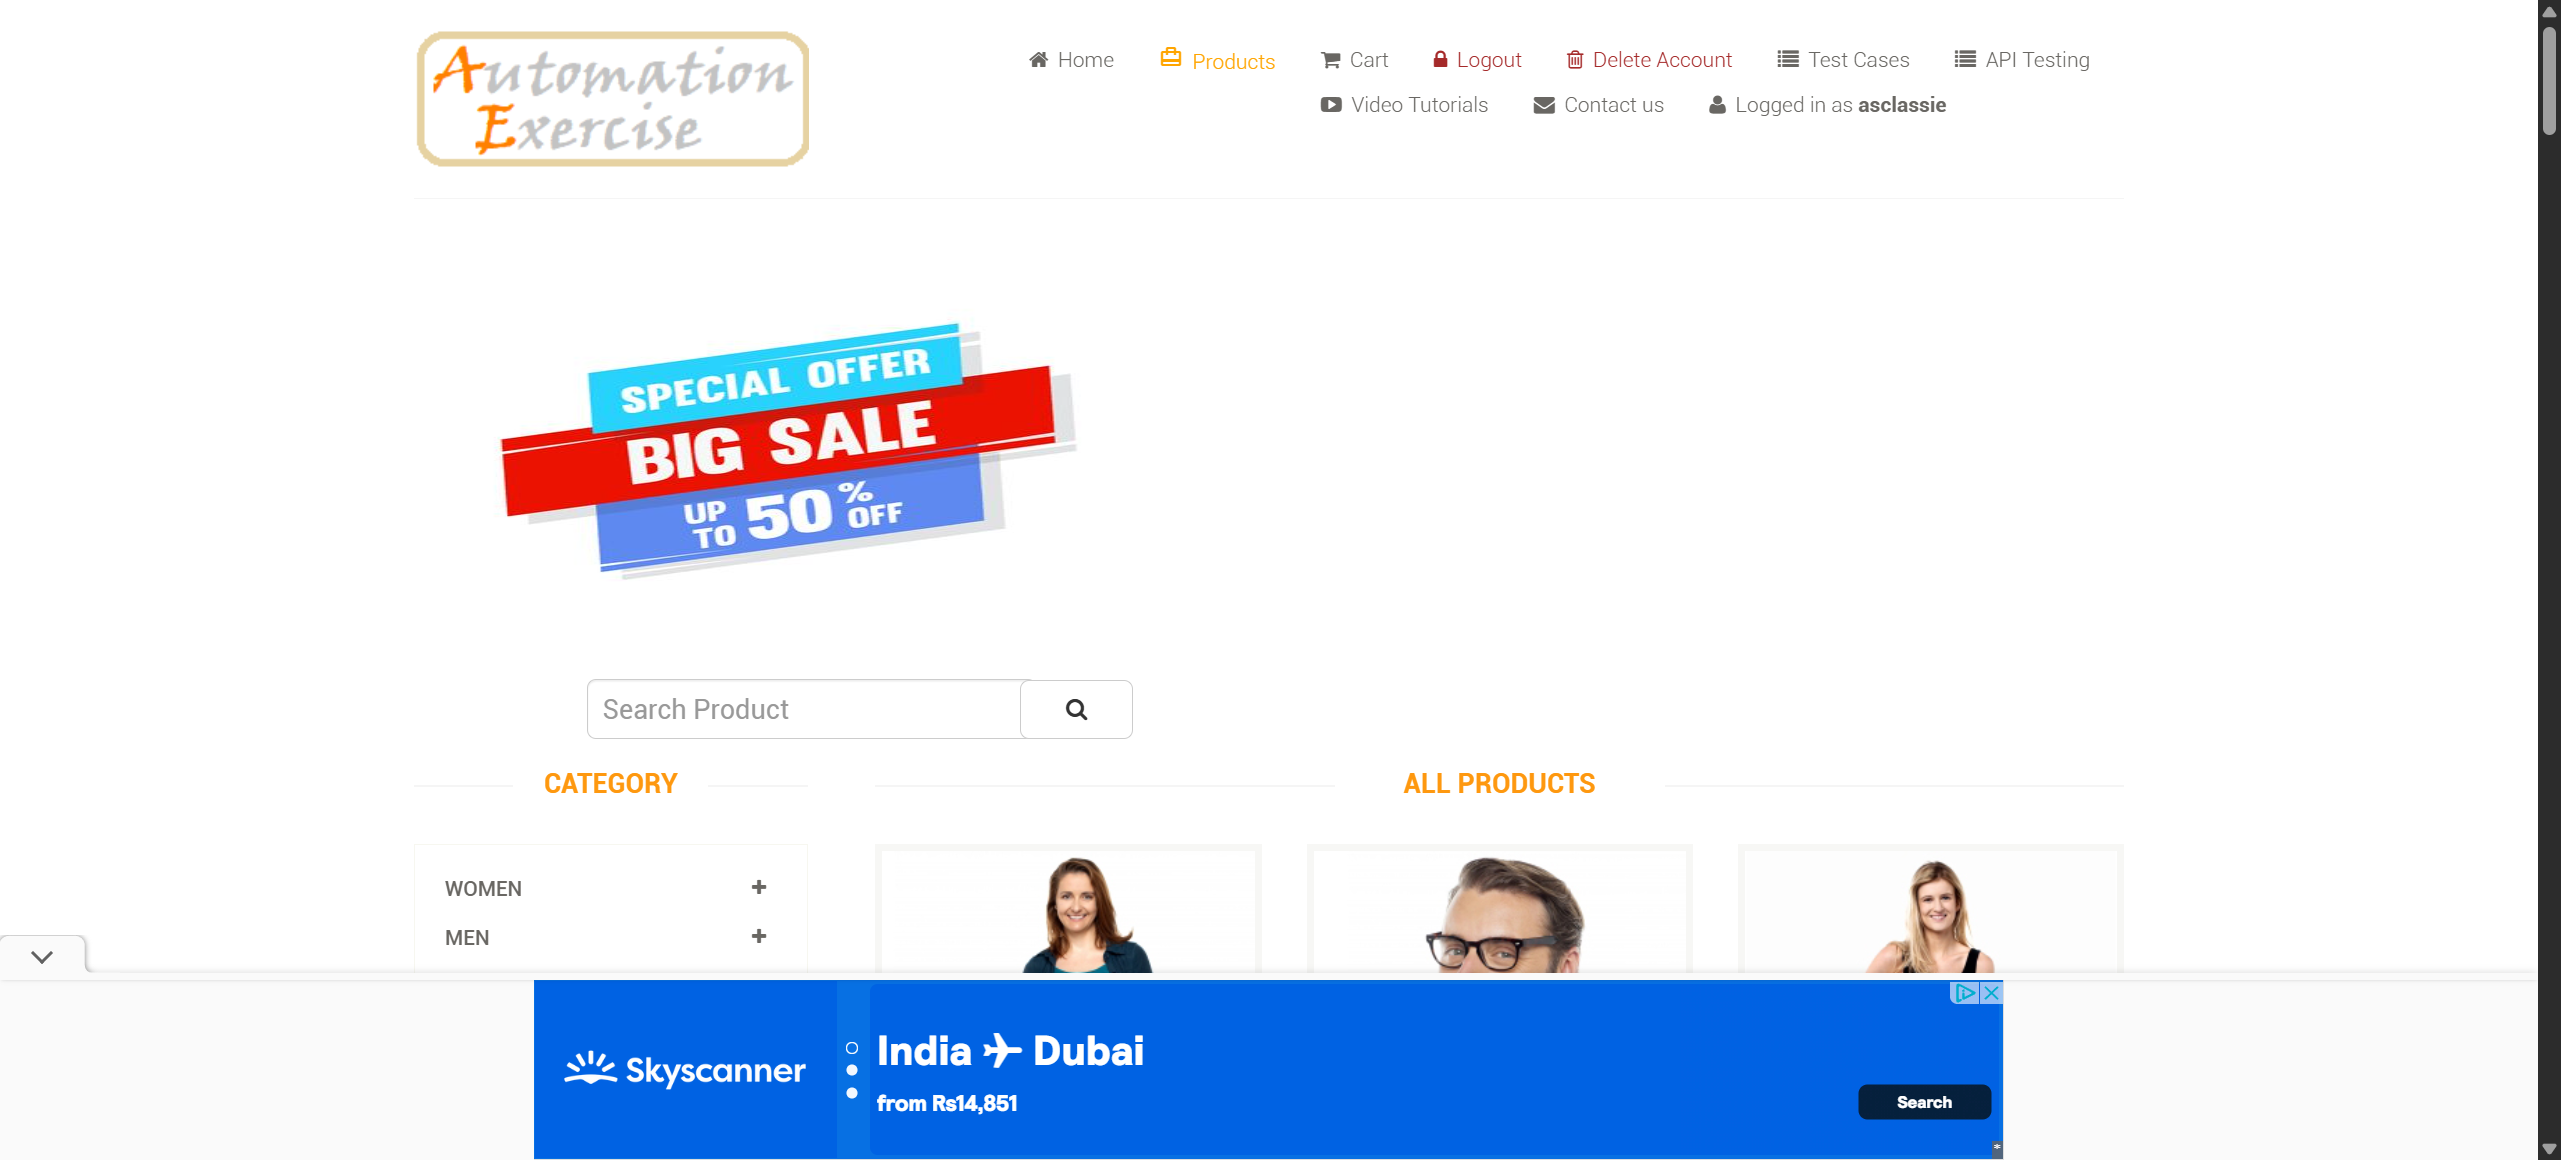 Automation
Exercise
Home
Products
Cart
Logout
Delete Account
Test Cases
API Testing
Video Tutorials
Contact us
Logged in as asclassie
SPECIAL OFFER
BIG SALE
UP TO 50% OFF
Search Product
CATEGORY
ALL PRODUCTS
WOMEN
MEN
Skyscanner
India Dubai
from Rs14,851
Search